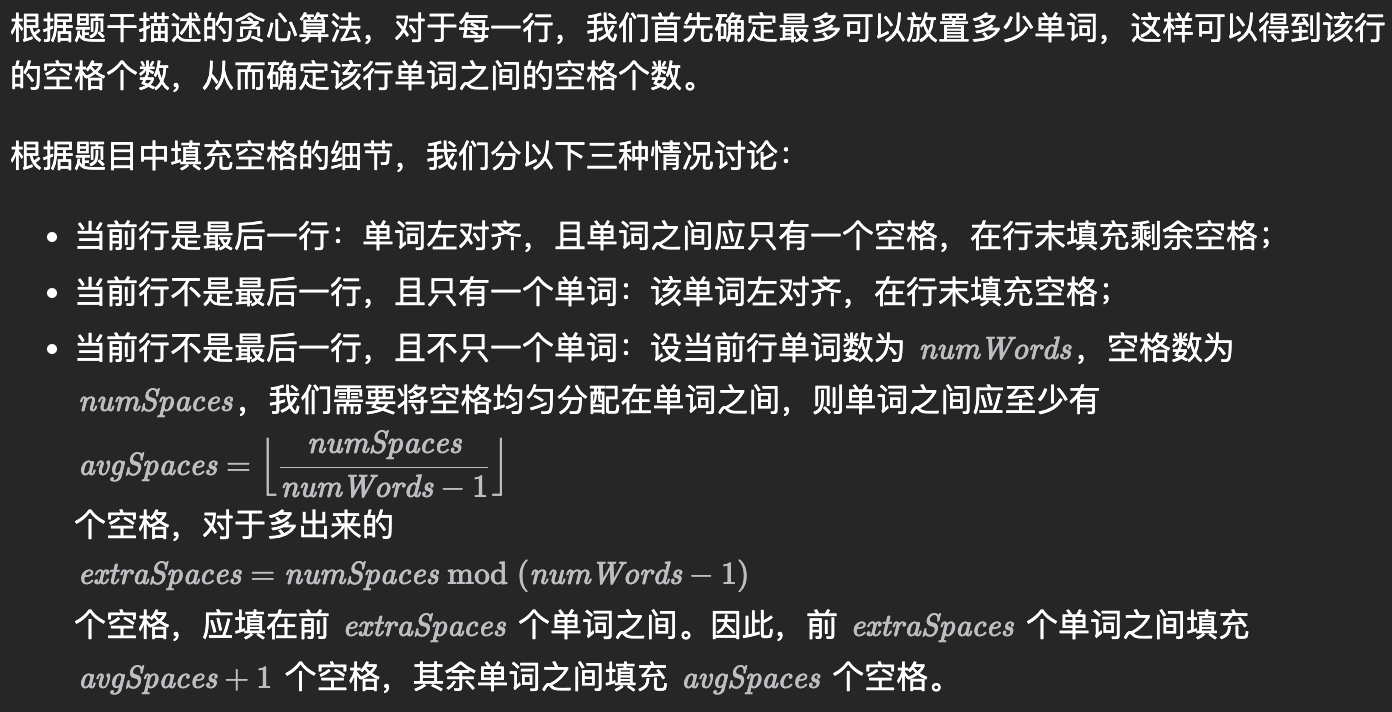 根据题干描述的贪心算法，对于每一行，我们首先确定最多可以放置多少单词，这样可以得到该行
的空格个数，从而确定该行单词之间的空格个数。
根据题目中填充空格的细节，我们分以下三种情况讨论：
• 当前行是最后一行：单词左对齐，且单词之间应只有一个空格，在行末填充剩余空格；
• 当前行不是最后一行，且只有一个单词：该单词左对齐，在行末填充空格；
• 当前行不是最后一行，且不只一个单词：设当前行单词数为 numWords，空格数为
numSpaces，我们需要将空格均匀分配在单词之间，则单词之间应至少有
avgSpaces = ⌊numSpaces / (numWords − 1)⌋
个空格，对于多出来的
extraSpaces = numSpaces mod (numWords − 1)
个空格，应填在前 extraSpaces 个单词之间。因此，前 extraSpaces 个单词之间填充
avgSpaces + 1 个空格，其余单词之间填充 avgSpaces 个空格。